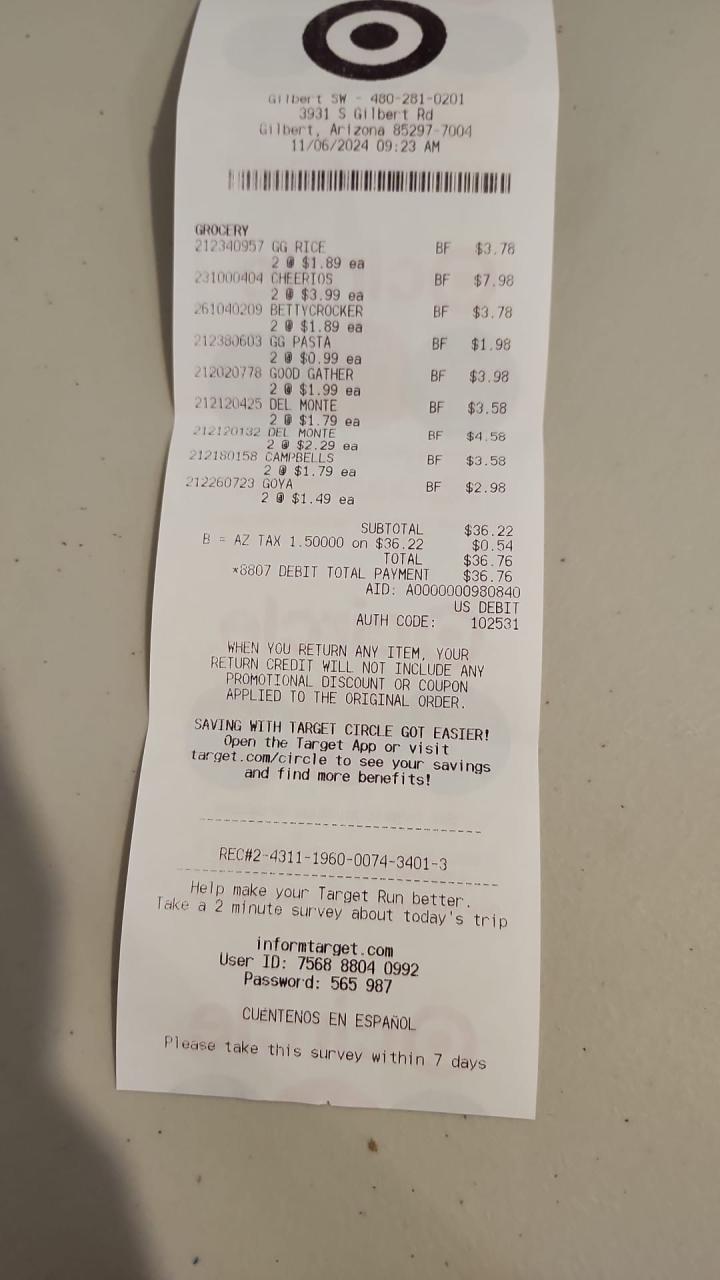 Gilbert SW - 480-281-0201
3931 S Gilbert Rd
Gilbert, Arizona 85297-7004
11/06/2024 09:23 AM
GROCERY
212340957 GG RICE BF $3.78
2 @ $1.89 ea
231000404 CHEERIOS BF $7.98
2 @ $3.99 ea
261040209 BETTYCROCKER BF $3.78
2 @ $1.89 ea
212380603 GG PASTA BF $1.98
2 @ $0.99 ea
212020778 GOOD GATHER BF $3.98
2 @ $1.99 ea
212120425 DEL MONTE BF $3.58
2 @ $1.79 ea
212120132 DEL MONTE BF $4.58
2 @ $2.29 ea
212180158 CAMPBELLS BF $3.58
2 @ $1.79 ea
212260723 GOYA BF $2.98
2 @ $1.49 ea
SUBTOTAL $36.22
B = AZ TAX 1.50000 on $36.22 $0.54
TOTAL $36.76
*8807 DEBIT TOTAL PAYMENT $36.76
AID: A0000000980840
US DEBIT
AUTH CODE: 102531
WHEN YOU RETURN ANY ITEM, YOUR
RETURN CREDIT WILL NOT INCLUDE ANY
PROMOTIONAL DISCOUNT OR COUPON
APPLIED TO THE ORIGINAL ORDER.
SAVING WITH TARGET CIRCLE GOT EASIER!
Open the Target App or visit
target.com/circle to see your savings
and find more benefits!
REC#2-4311-1960-0074-3401-3
Help make your Target Run better.
Take a 2 minute survey about today's trip
informtarget.com
User ID: 7568 8804 0992
Password: 565 987
CUÉNTENOS EN ESPAÑOL
Please take this survey within 7 days